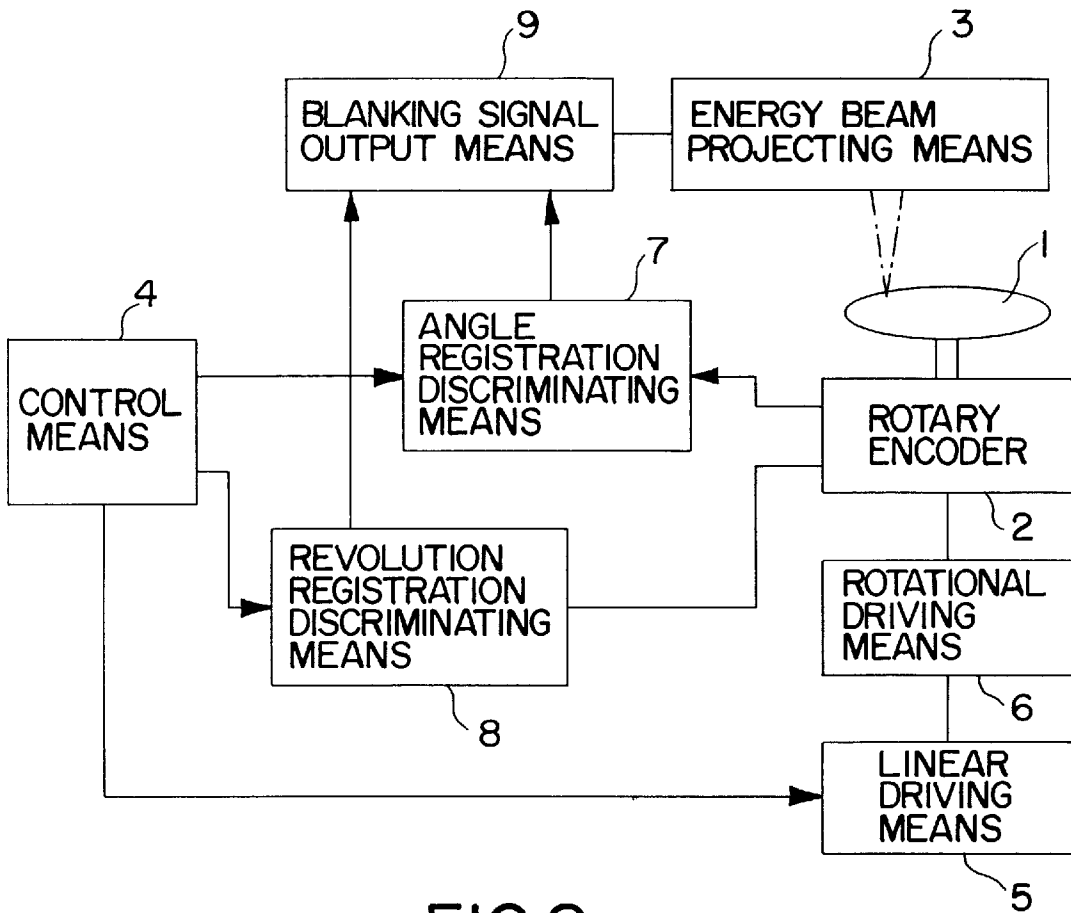 9
3
BLANKING SIGNAL
OUTPUT MEANS
ENERGY BEAM
PROJECTING MEANS
7
1
4
ANGLE
REGISTRATION
DISCRIMINATING
MEANS
CONTROL
MEANS
ROTARY
ENCODER
2
REVOLUTION
REGISTRATION
DISCRIMINATING
MEANS
8
ROTATIONAL
DRIVING
MEANS
6
LINEAR
DRIVING
MEANS
5